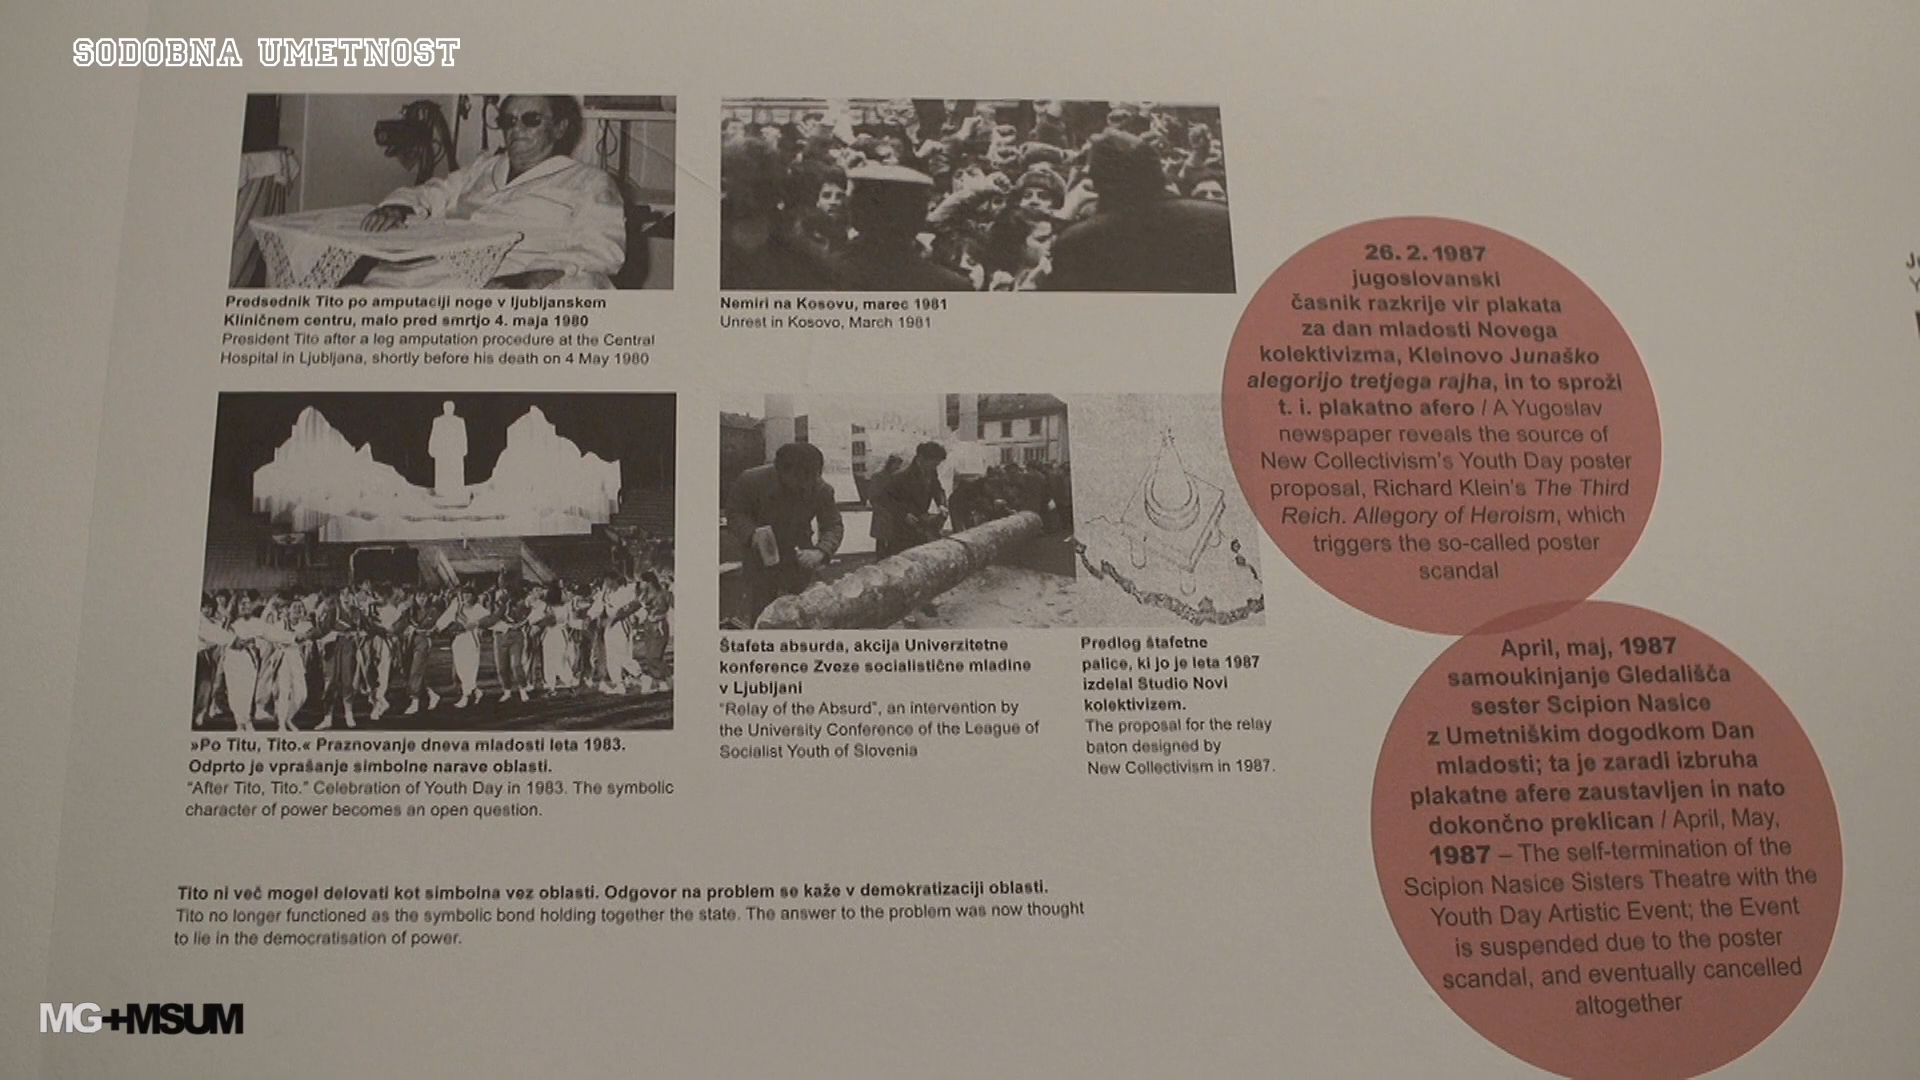 SODOBNA UMETNOST
Predsednik Tito po amputaciji noge v ljubljanskem
Kliničnem centru, malo pred smrtjo 4. maja 1980
President Tito after a leg amputation procedure at the Central
Hospital in Ljubljana, shortly before his death on 4 May 1980
Nemiri na Kosovu, marec 1981
Unrest in Kosovo, March 1981
»Po Titu, Tito.« Praznovanje dneva mladosti leta 1983.
Odprto je vprašanje simbolne narave oblasti.
"After Tito, Tito." Celebration of Youth Day in 1983. The symbolic
character of power becomes an open question.
Štafeta absurda, akcija Univerzitetne
konference Zveze socialistične mladine
v Ljubljani
"Relay of the Absurd", an intervention by
the University Conference of the League of
Socialist Youth of Slovenia
Predlog štafetne
palice, ki jo je leta 1987
izdelal Studio Novi
kolektivizem.
The proposal for the relay
baton designed by
New Collectivism in 1987.
Tito ni več mogel delovati kot simbolna vez oblasti. Odgovor na problem se kaže v demokratizaciji oblasti.
Tito no longer functioned as the symbolic bond holding together the state. The answer to the problem was now thought
to lie in the democratisation of power.
26. 2. 1987
jugoslovanski
časnik razkrije vir plakata
za dan mladosti Novega
kolektivizma, Kleinovo Junaško
alegorijo tretjega rajha, in to sproži
t. i. plakatno afero / A Yugoslav
newspaper reveals the source of
New Collectivism's Youth Day poster
proposal, Richard Klein's The Third
Reich. Allegory of Heroism, which
triggers the so-called poster
scandal
April, maj, 1987
samoukinjanje Gledališča
sester Scipion Nasice
z Umetniškim dogodkom Dan
mladosti; ta je zaradi izbruha
plakatne afere zaustavljen in nato
dokončno preklican / April, May,
1987 – The self-termination of the
Scipion Nasice Sisters Theatre with the
Youth Day Artistic Event; the Event
is suspended due to the poster
scandal, and eventually cancelled
altogether
MG+MSUM